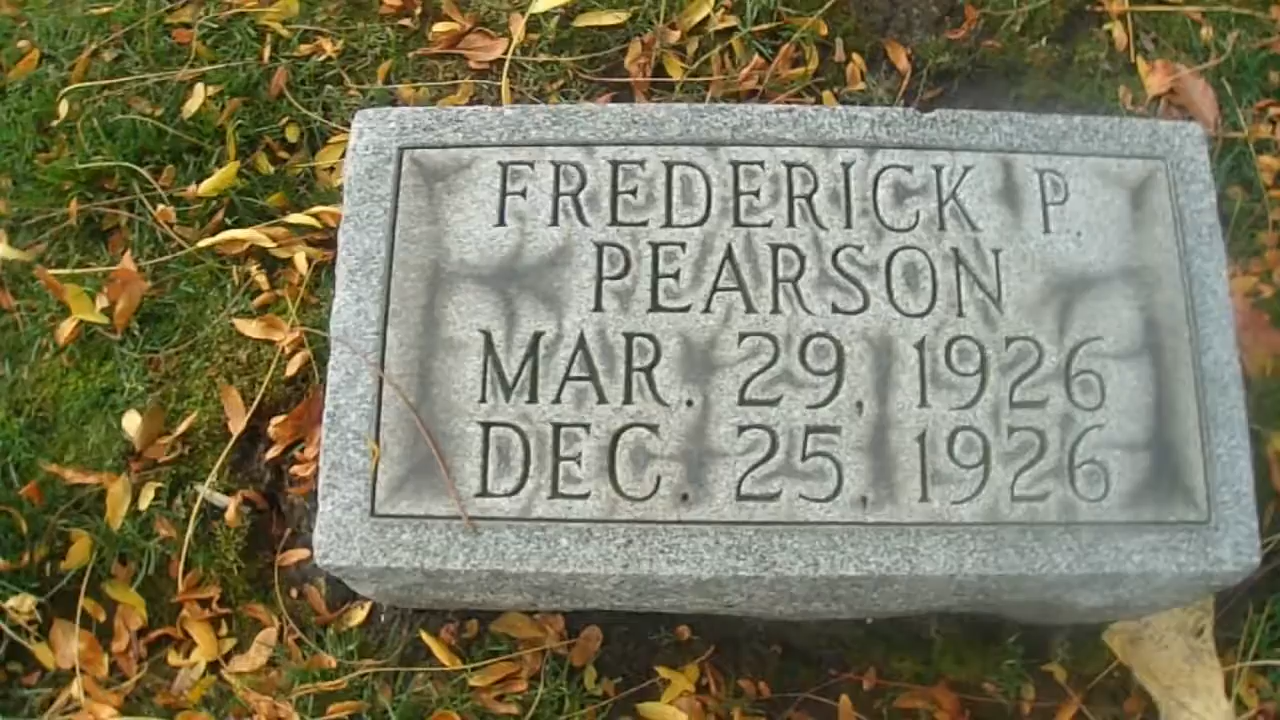 FREDERICK P.
PEARSON
MAR. 29, 1926
DEC. 25, 1926